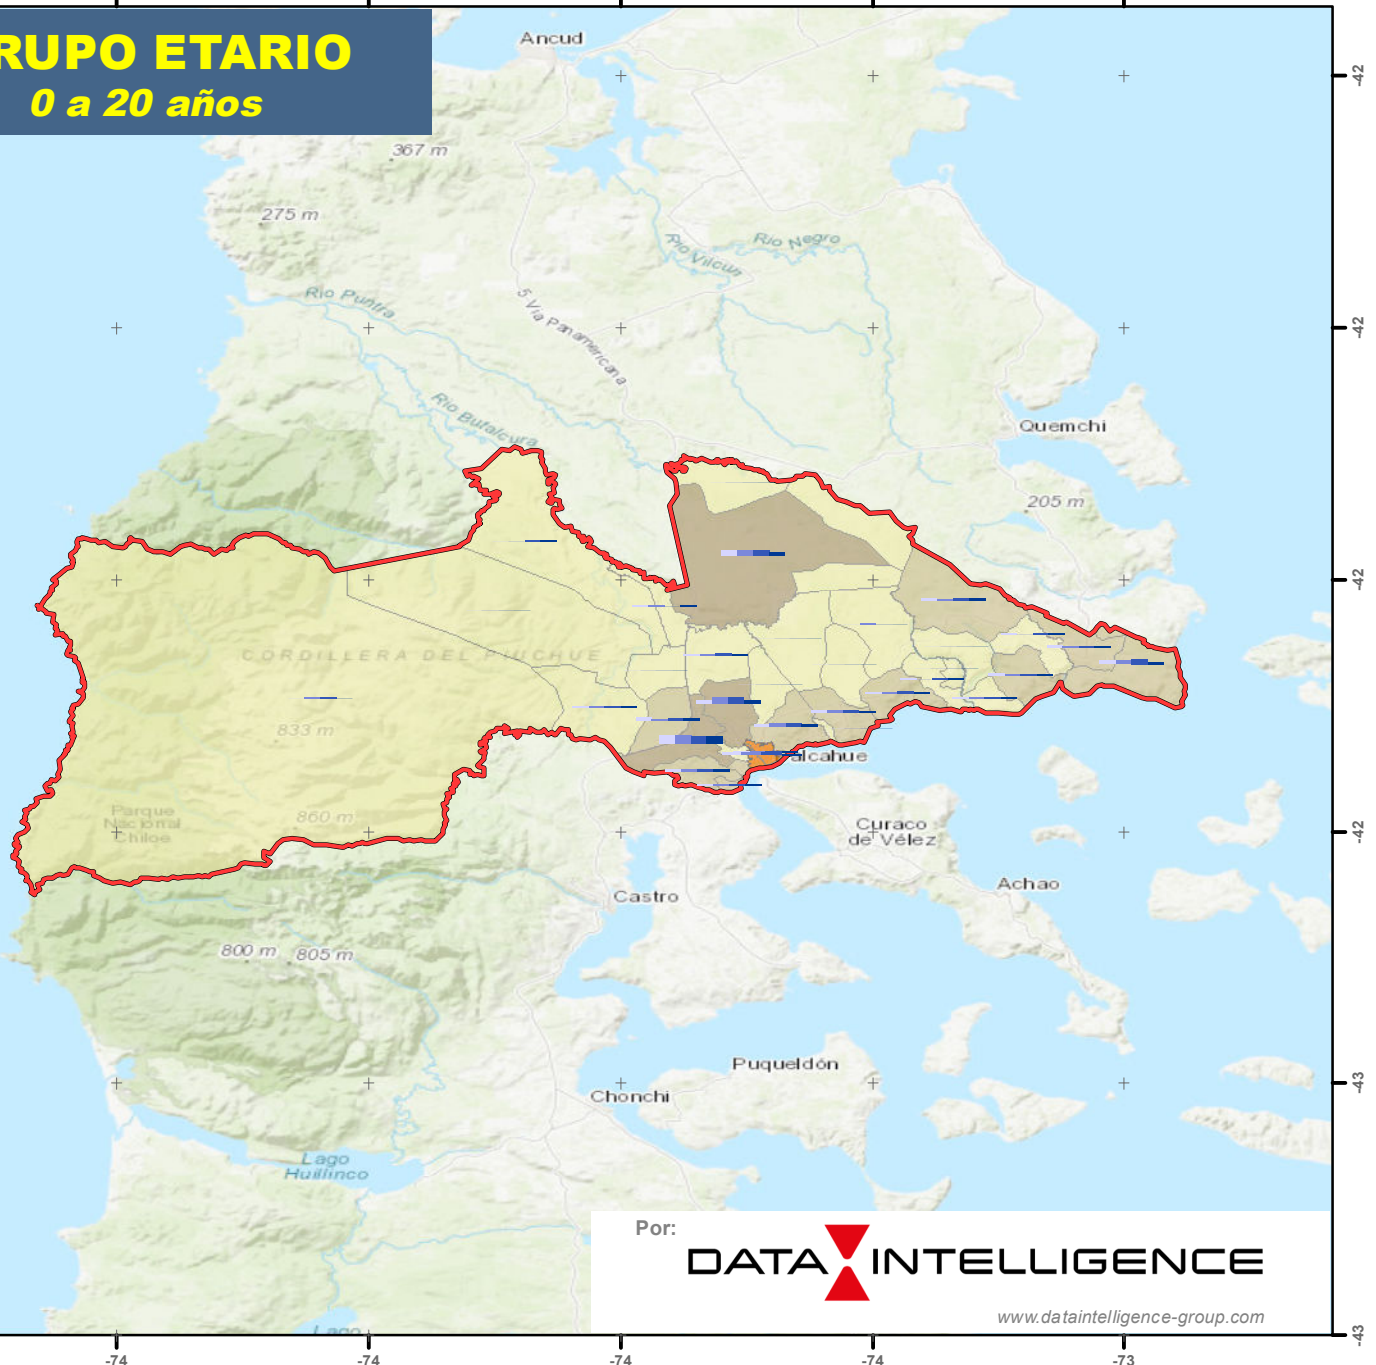 RUPO ETARIO
0 a 20 años
Ancud
367 m
275 m
Rio Negro
Rio Vilcun
Rio Puntra
5 Vía Panamericana
Rio Butalcura
Quemchi
205 m
CORDILLERA DEL PIUCHUE
833 m
alcahue
Parque
Nacional
Chiloe
860 m
Curaco
de Vélez
Achao
Castro
800 m
805 m
Puqueldón
Chonchi
Lago
Huillinco
Lago
Por:
DATA INTELLIGENCE
www.dataintelligence-group.com
-42
-42
-42
-42
-43
-43
-74
-74
-74
-74
-73